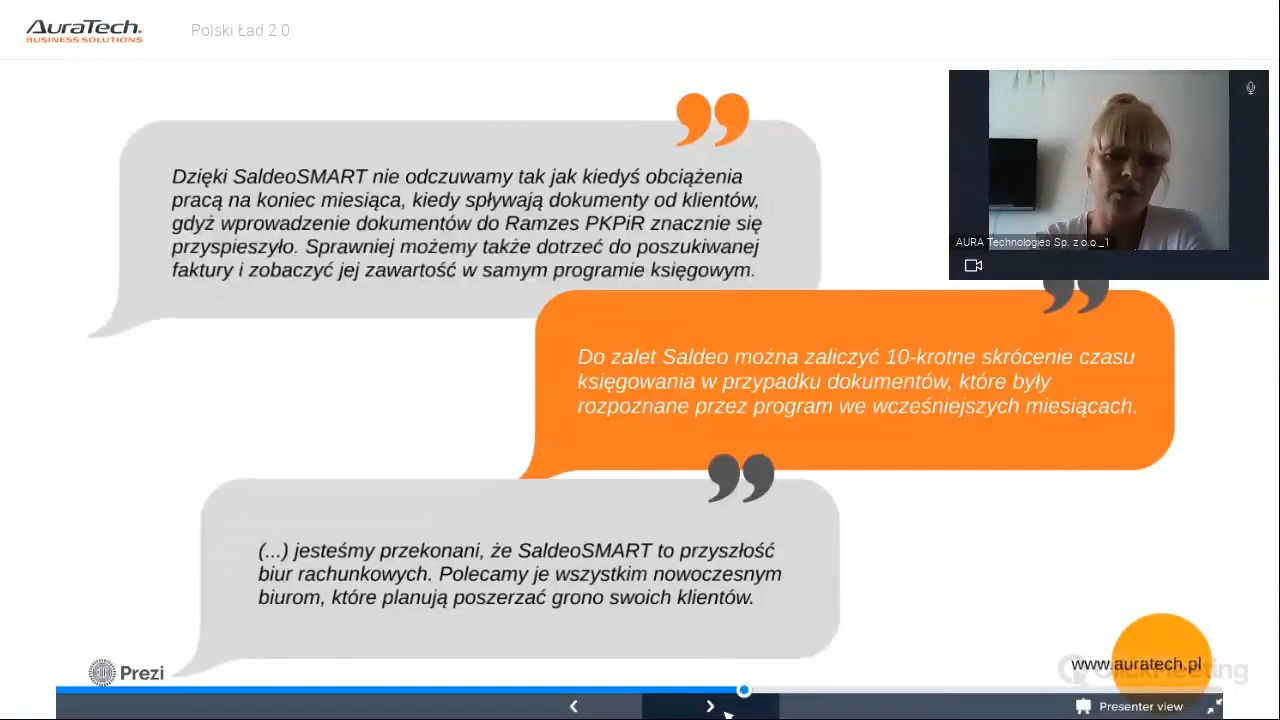 AURATECH.
BUSINESS SOLUTIONS
Polski Ład 2.0
Dzięki SaldeoSMART nie odczuwamy tak jak kiedyś obciążenia
pracą na koniec miesiąca, kiedy spływają dokumenty od klientów,
gdyż wprowadzenie dokumentów do Ramzes PKPiR znacznie się
przyspieszyło. Sprawniej możemy także dotrzeć do poszukiwanej
faktury i zobaczyć jej zawartość w samym programie księgowym.
AURA Technologies Sp. z o.o._1
Do zalet Saldeo można zaliczyć 10-krotne skrócenie czasu
księgowania w przypadku dokumentów, które były
rozpoznane przez program we wcześniejszych miesiącach.
(...) jesteśmy przekonani, że SaldeoSMART to przyszłość
biur rachunkowych. Polecamy je wszystkim nowoczesnym
biurom, które planują poszerzać grono swoich klientów.
Prezi
www.auratech.pl
ClickMeeting
Presenter view